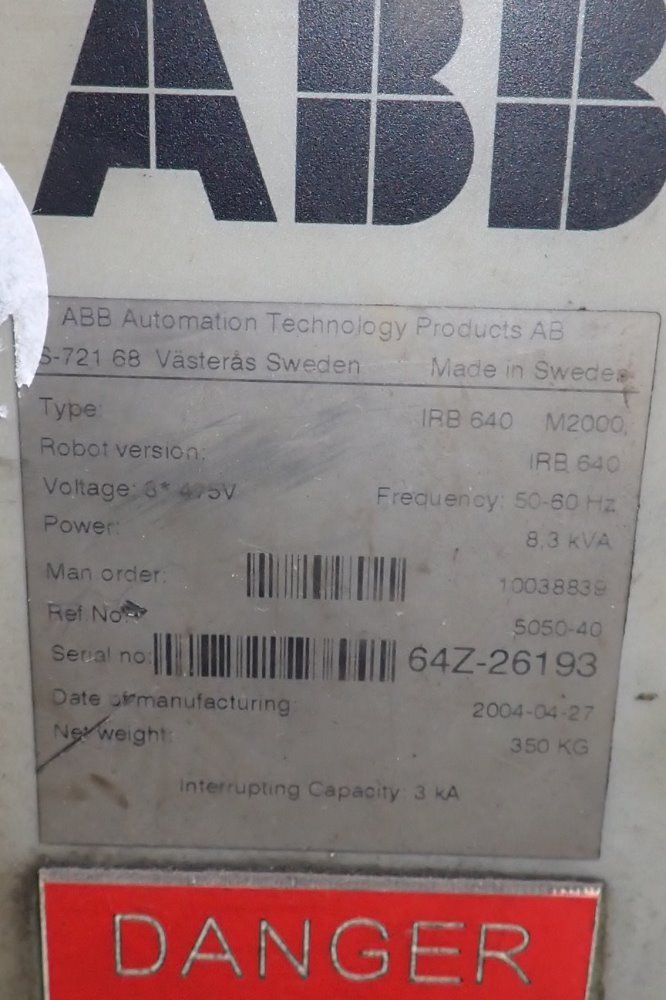 ABB
ABB Automation Technology Products AB
S-721 68 Västerås Sweden Made in Sweden
Type: IRB 640 M2000,
Robot version: IRB 640
Voltage: 3* 475V Frequency: 50-60 Hz
Power: 8,3 kVA
Man order: 10038839
Ref.No: 5050-40
Serial no: 64Z-26193
Date of manufacturing: 2004-04-27
Net weight: 350 KG
Interrupting Capacity: 3 kA
DANGER